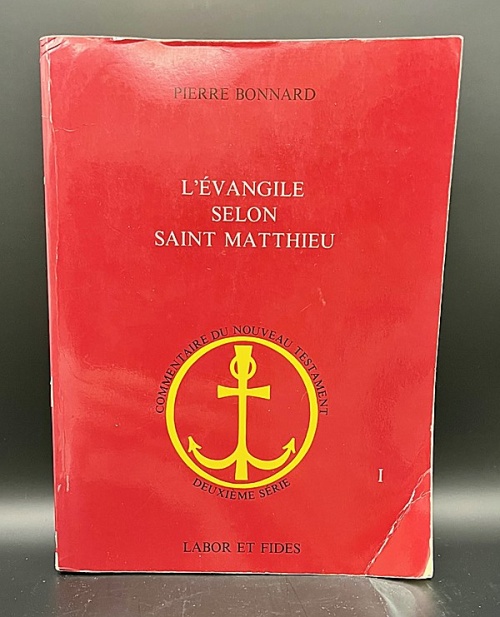 PIERRE BONNARD
L'ÉVANGILE
SELON
SAINT MATTHIEU
COMMENTAIRE DU NOUVEAU TESTAMENT
DEUXIÈME SÉRIE
I
LABOR ET FIDES